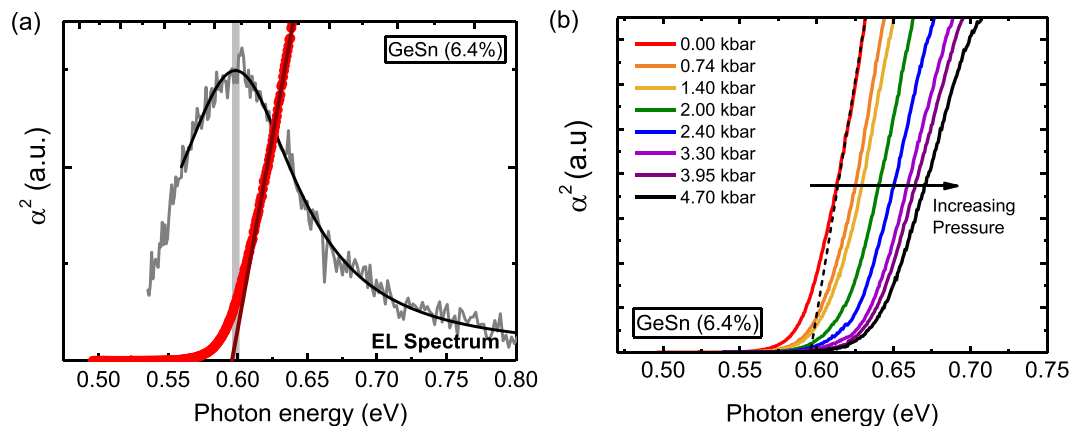 (a)
GeSn (6.4%)
α² (a.u.)
EL Spectrum
0.50 0.55 0.60 0.65 0.70 0.75 0.80
Photon energy (eV)
(b)
0.00 kbar
0.74 kbar
1.40 kbar
2.00 kbar
2.40 kbar
3.30 kbar
3.95 kbar
4.70 kbar
α² (a.u)
Increasing
Pressure
GeSn (6.4%)
0.50 0.55 0.60 0.65 0.70 0.75
Photon energy (eV)